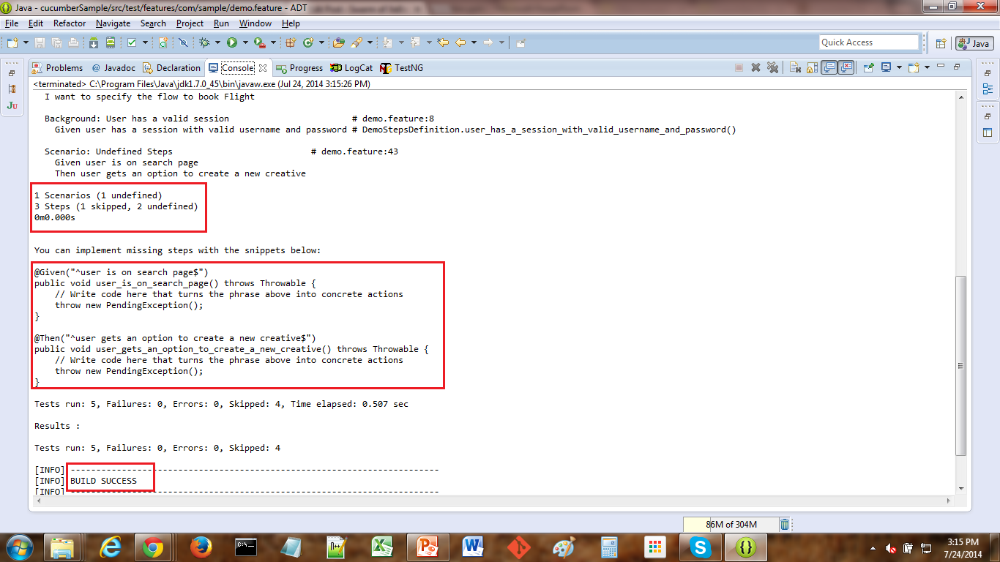 Java - cucumberSample/src/test/features/com/sample/demo.feature - ADT
File Edit Refactor Navigate Search Project Run Window Help
Quick Access
Java
Problems @ Javadoc Declaration Console Progress LogCat TestNG
<terminated> C:\Program Files\Java\jdk1.7.0_45\bin\javaw.exe (Jul 24, 2014 3:15:26 PM)
I want to specify the flow to book Flight
Background: User has a valid session # demo.feature:8
Given user has a session with valid username and password # DemoStepsDefinition.user_has_a_session_with_valid_username_and_password()
Scenario: Undefined Steps # demo.feature:43
Given user is on search page
Then user gets an option to create a new creative
1 Scenarios (1 undefined)
3 Steps (1 skipped, 2 undefined)
0m0.000s
You can implement missing steps with the snippets below:
@Given("^user is on search page$")
public void user_is_on_search_page() throws Throwable {
// Write code here that turns the phrase above into concrete actions
throw new PendingException();
}
@Then("^user gets an option to create a new creative$")
public void user_gets_an_option_to_create_a_new_creative() throws Throwable {
// Write code here that turns the phrase above into concrete actions
throw new PendingException();
}
Tests run: 5, Failures: 0, Errors: 0, Skipped: 4, Time elapsed: 0.507 sec
Results :
Tests run: 5, Failures: 0, Errors: 0, Skipped: 4
[INFO] ------------------------------------------------------------------------
[INFO] BUILD SUCCESS
[INFO] ------------------------------------------------------------------------
86M of 304M
3:15 PM
7/24/2014